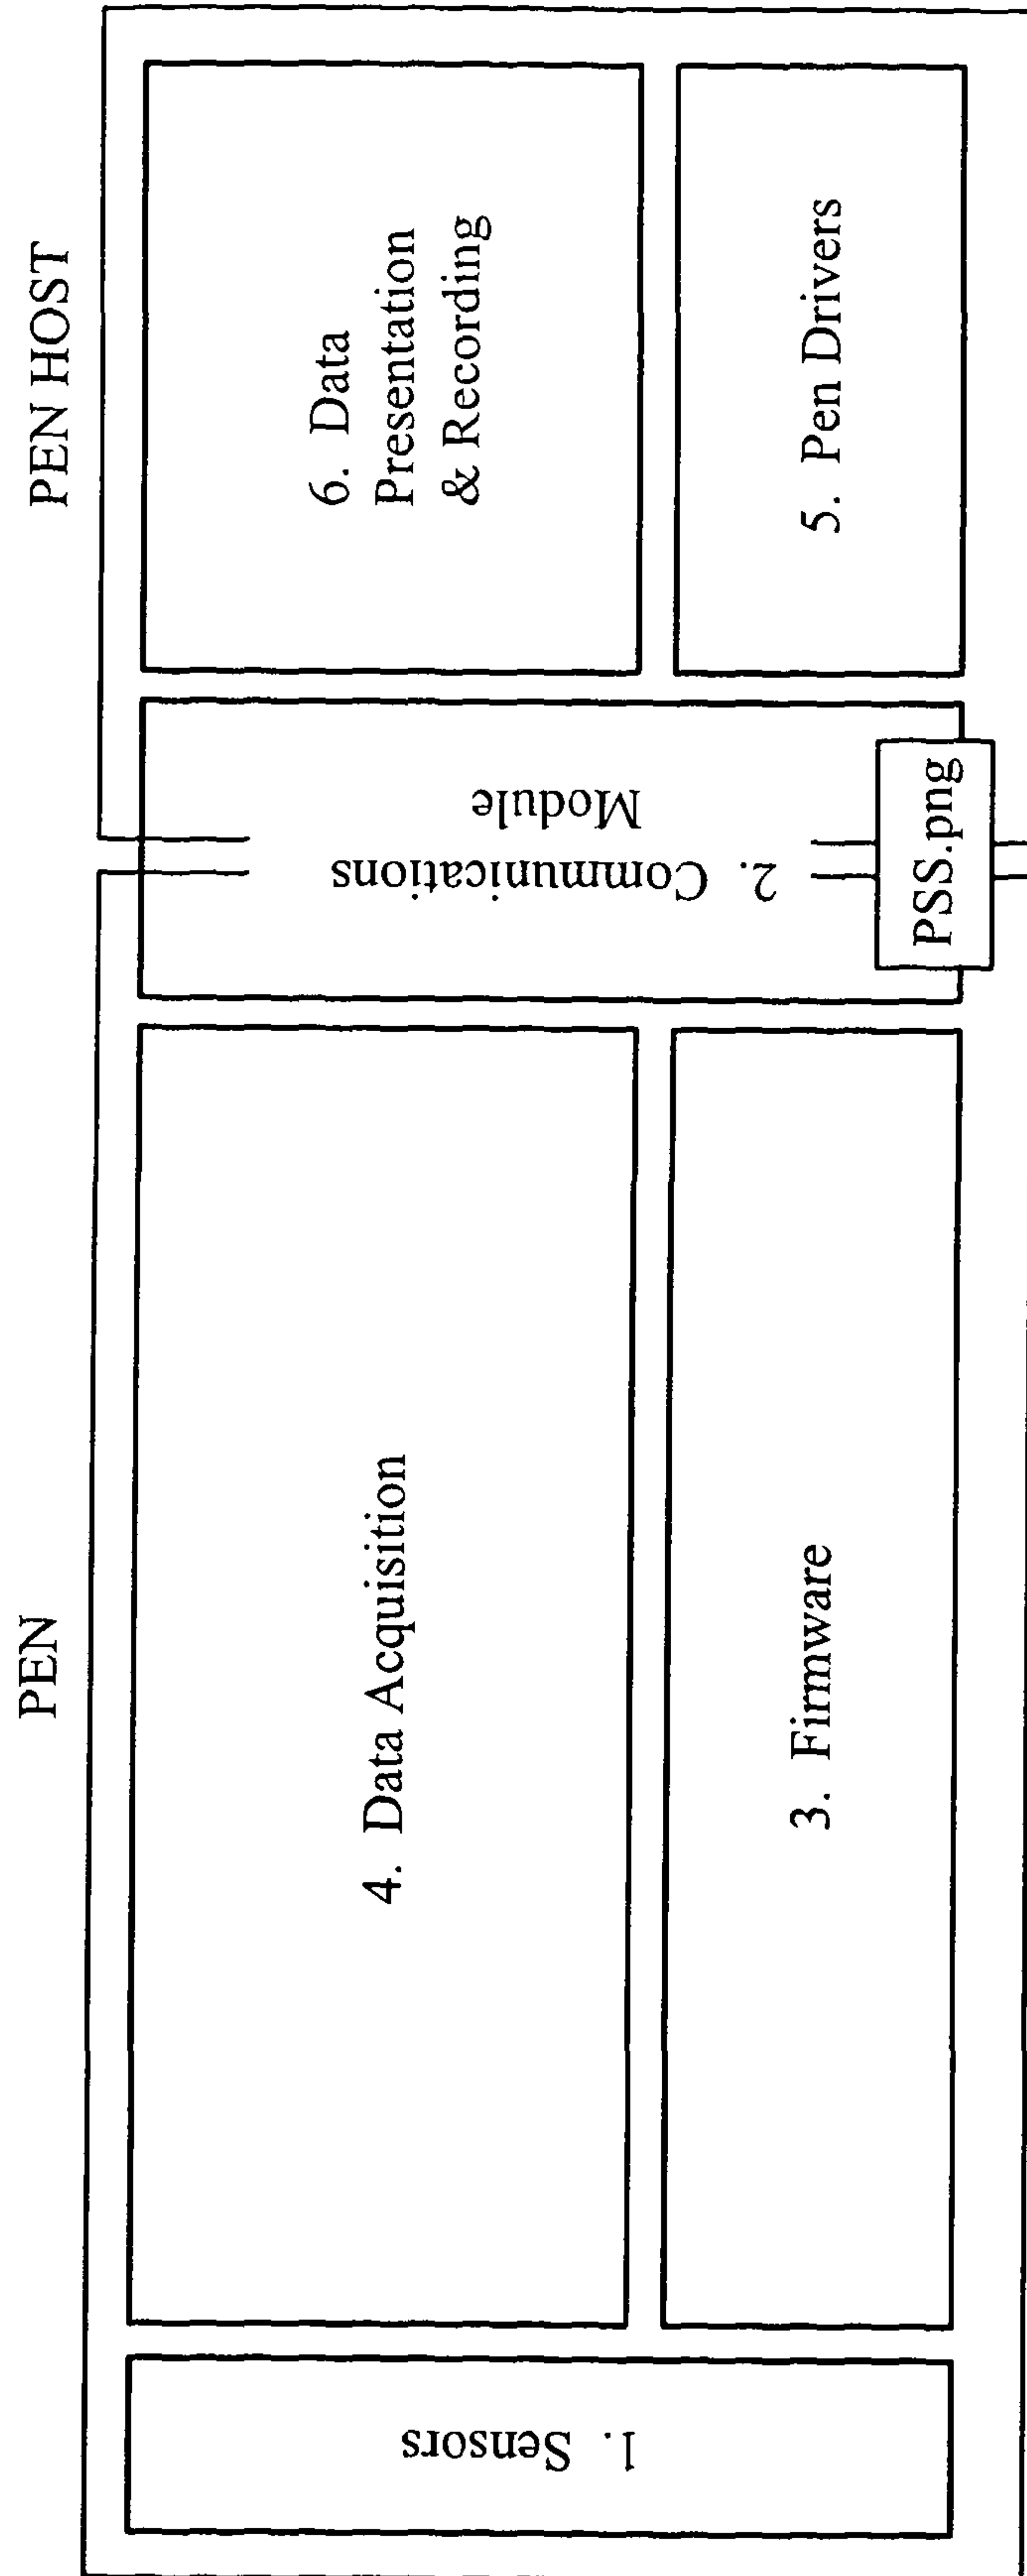 PEN
PEN HOST
1. Sensors
4. Data Acquisition
3. Firmware
2. Communications
Module
PSS.png
6. Data
Presentation
& Recording
5. Pen Drivers